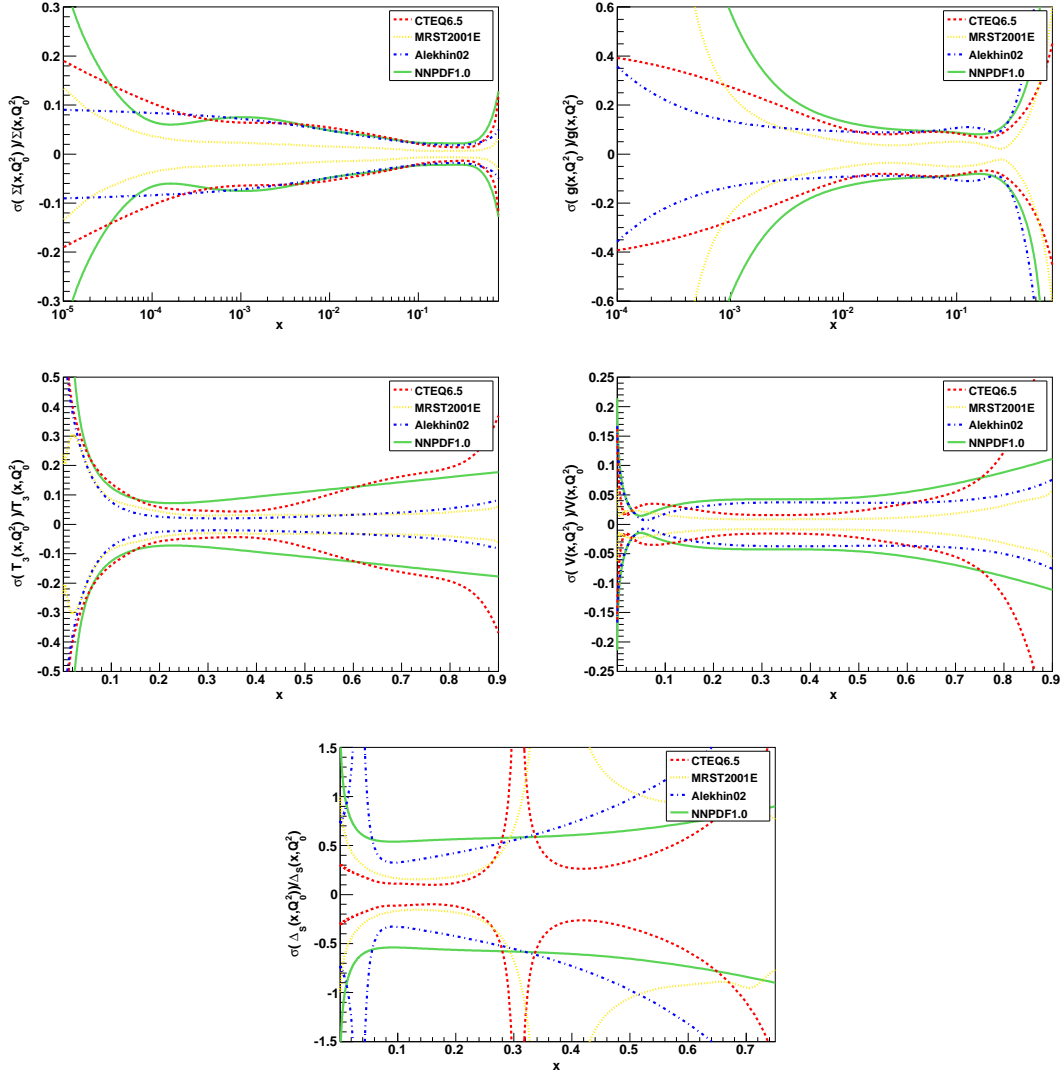 0.3
0.2
0.1
0
-0.1
-0.2
-0.3
σ( Σ(x,Q₀²) )/Σ(x,Q₀²)
10⁻⁵ 10⁻⁴ 10⁻³ 10⁻² 10⁻¹
x
CTEQ6.5
MRST2001E
Alekhin02
NNPDF1.0
0.6
0.4
0.2
0
-0.2
-0.4
-0.6
σ( g(x,Q₀²) )/g(x,Q₀²)
10⁻⁴ 10⁻³ 10⁻² 10⁻¹
x
CTEQ6.5
MRST2001E
Alekhin02
NNPDF1.0
0.5
0.4
0.3
0.2
0.1
0
-0.1
-0.2
-0.3
-0.4
-0.5
σ( T₃(x,Q₀²) )/T₃(x,Q₀²)
0.1 0.2 0.3 0.4 0.5 0.6 0.7 0.8 0.9
x
CTEQ6.5
MRST2001E
Alekhin02
NNPDF1.0
0.25
0.2
0.15
0.1
0.05
0
-0.05
-0.1
-0.15
-0.2
-0.25
σ( V(x,Q₀²) )/V(x,Q₀²)
0.1 0.2 0.3 0.4 0.5 0.6 0.7 0.8 0.9
x
CTEQ6.5
MRST2001E
Alekhin02
NNPDF1.0
1.5
1
0.5
0
-0.5
-1
-1.5
σ( Δₛ(x,Q₀²))/Δₛ(x,Q₀²)
0.1 0.2 0.3 0.4 0.5 0.6 0.7
x
CTEQ6.5
MRST2001E
Alekhin02
NNPDF1.0